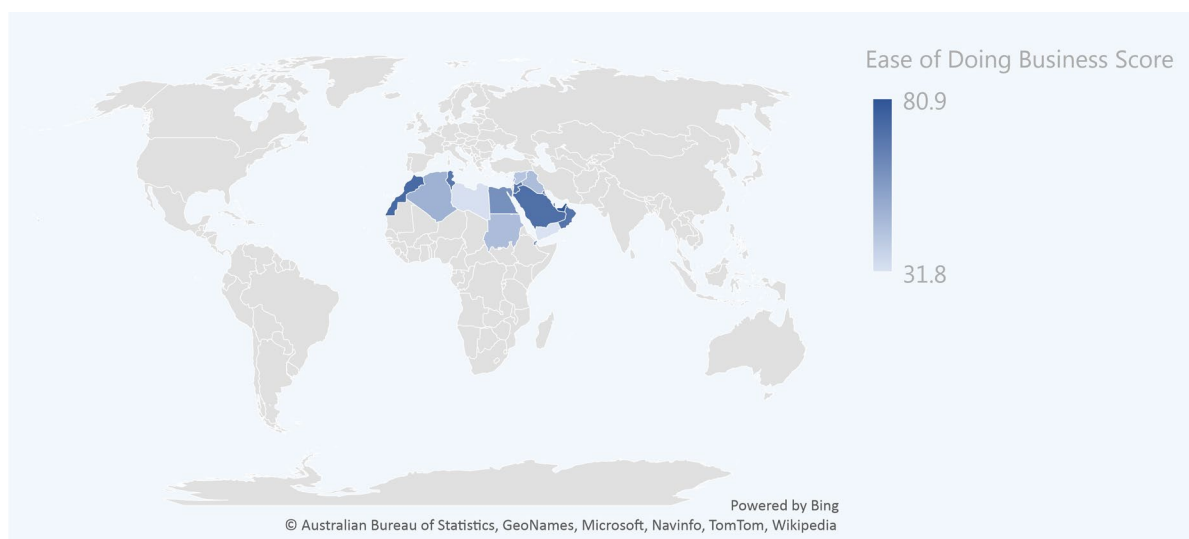 Ease of Doing Business Score
80.9
31.8
Powered by Bing
© Australian Bureau of Statistics, GeoNames, Microsoft, Navinfo, TomTom, Wikipedia